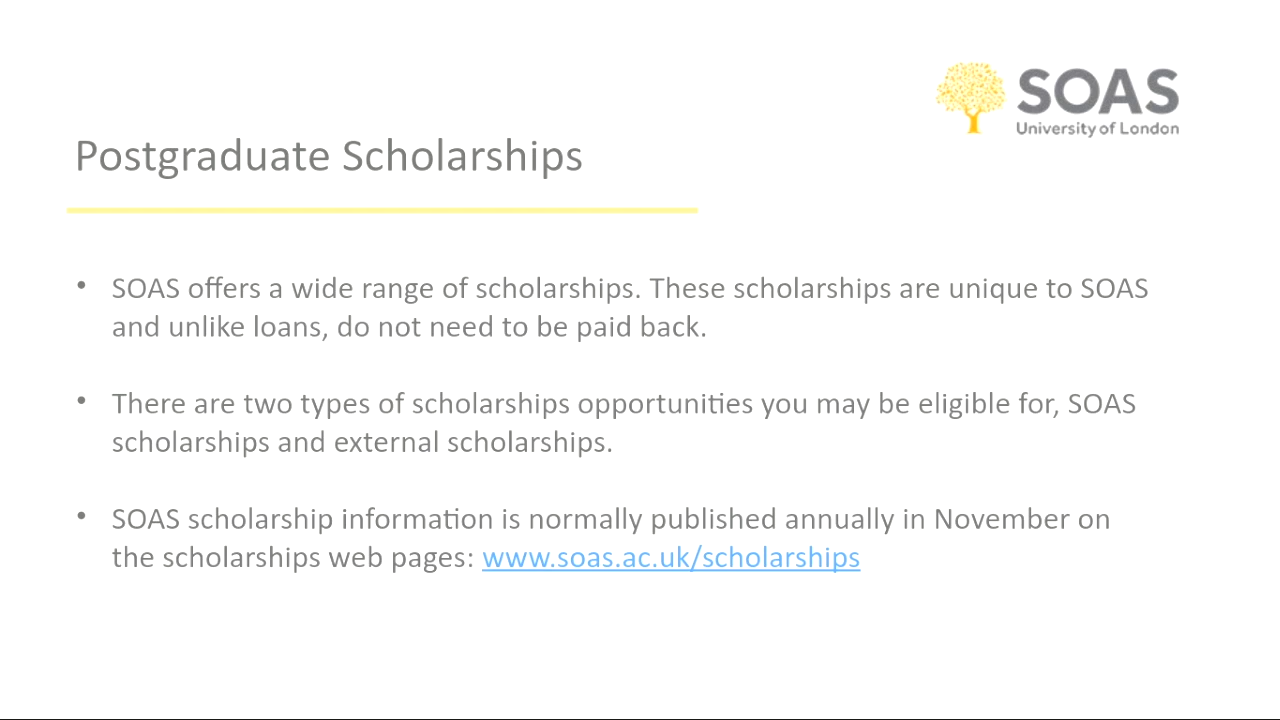 SOAS
University of London
Postgraduate Scholarships
• SOAS offers a wide range of scholarships. These scholarships are unique to SOAS
and unlike loans, do not need to be paid back.
• There are two types of scholarships opportunities you may be eligible for, SOAS
scholarships and external scholarships.
• SOAS scholarship information is normally published annually in November on
the scholarships web pages: www.soas.ac.uk/scholarships